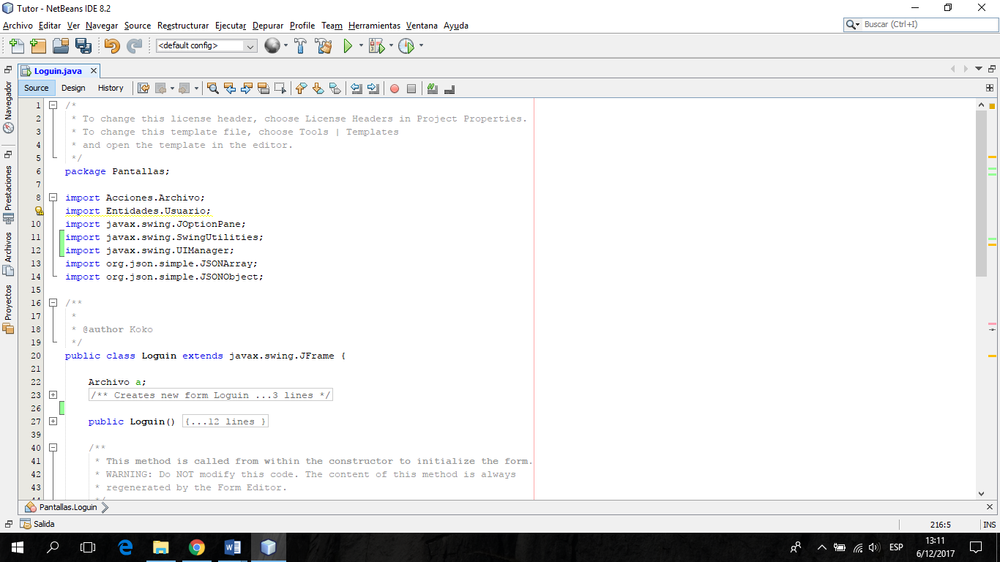 Tutor - NetBeans IDE 8.2
Archivo Editar Ver Navegar Source Reestructurar Ejecutar Depurar Profile Team Herramientas Ventana Ayuda
Buscar (Ctrl+I)
<default config>
Loguin.java
Source Design History
Navegador
Prestaciones
Archivos
Proyectos
1 /*
2 * To change this license header, choose License Headers in Project Properties.
3 * To change this template file, choose Tools | Templates
4 * and open the template in the editor.
5 */
6 package Pantallas;
7
8 import Acciones.Archivo;
import Entidades.Usuario;
10 import javax.swing.JOptionPane;
11 import javax.swing.SwingUtilities;
12 import javax.swing.UIManager;
13 import org.json.simple.JSONArray;
14 import org.json.simple.JSONObject;
15
16 /**
17 *
18 * @author Koko
19 */
20 public class Loguin extends javax.swing.JFrame {
21
22 Archivo a;
23 /** Creates new form Loguin ...3 lines */
26
27 public Loguin() {...12 lines }
39
40 /**
41 * This method is called from within the constructor to initialize the form.
42 * WARNING: Do NOT modify this code. The content of this method is always
43 * regenerated by the Form Editor.
44 */
Pantallas.Loguin
Salida
216:5 INS
ESP
13:11
6/12/2017